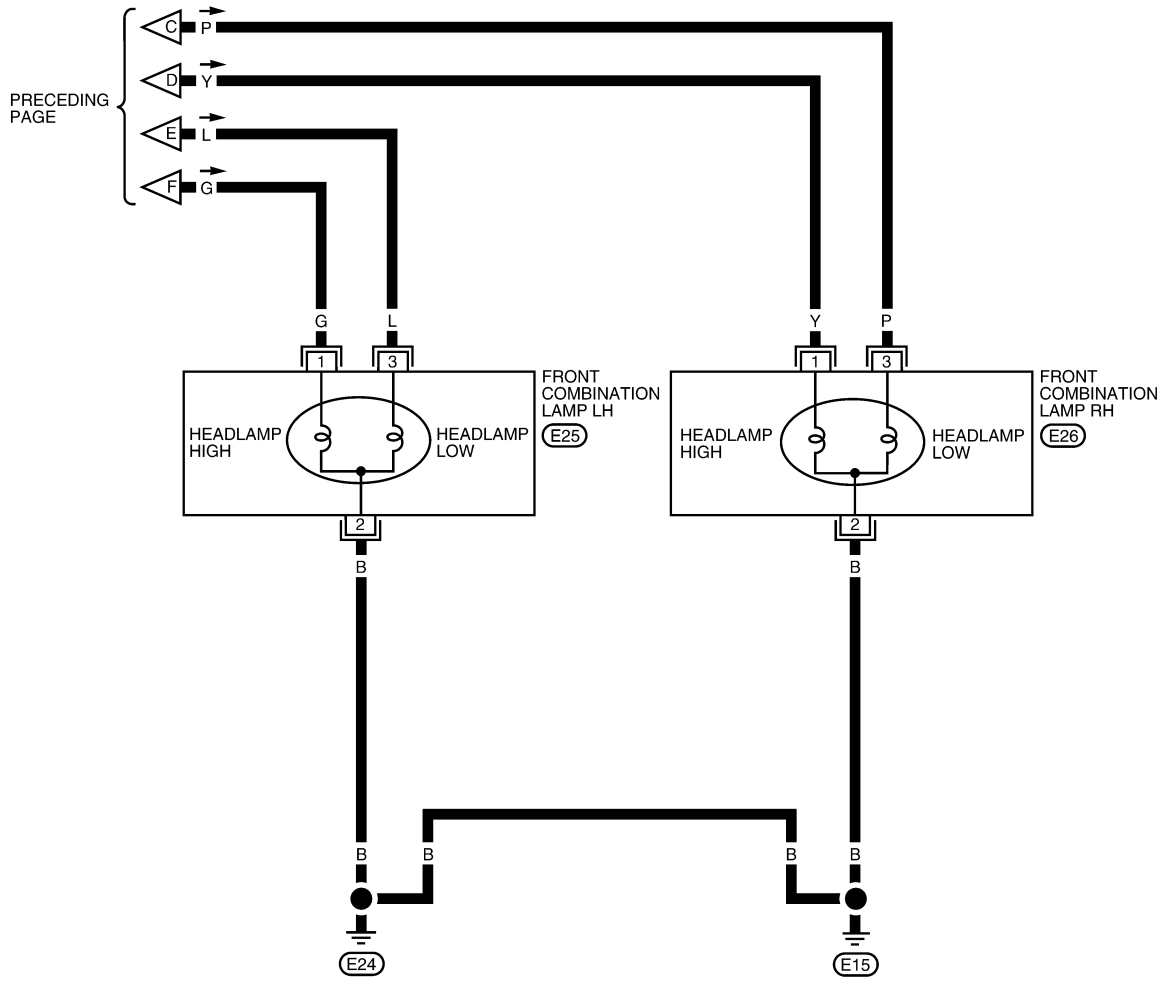 C P
D Y
PRECEDING
PAGE
E L
F G
G L Y P
1 3 1 3
FRONT
COMBINATION
LAMP LH
E25
FRONT
COMBINATION
LAMP RH
E26
HEADLAMP
HIGH
HEADLAMP
LOW
HEADLAMP
HIGH
HEADLAMP
LOW
2 2
B B
B B B B
E24 E15